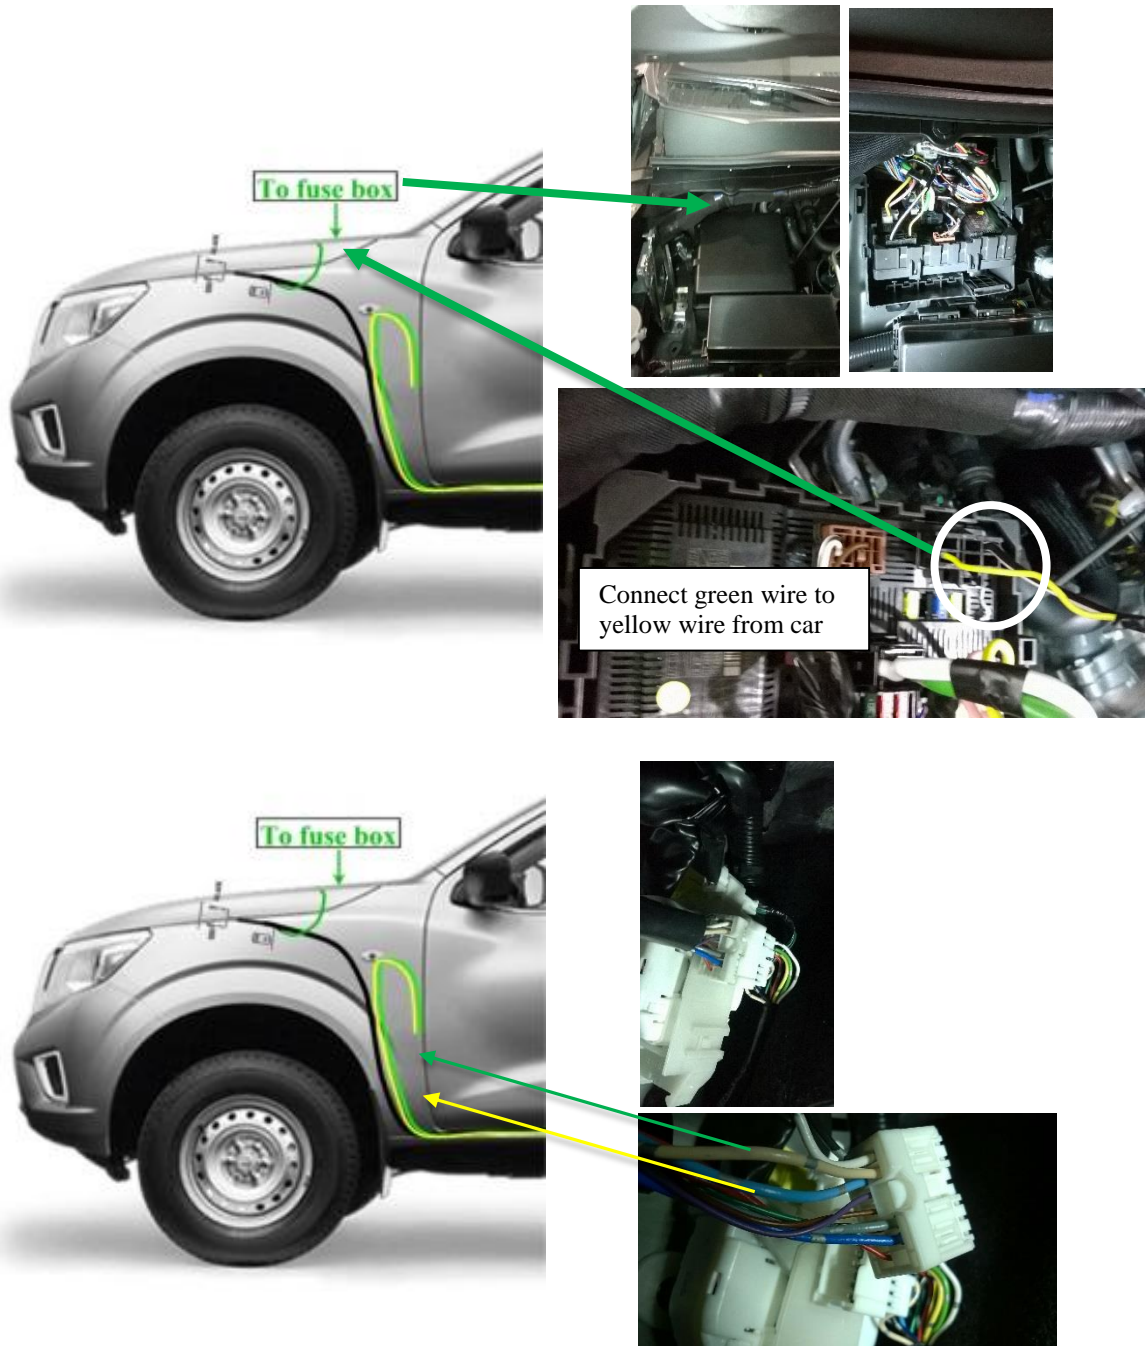 To fuse box
Connect green wire to
yellow wire from car
To fuse box